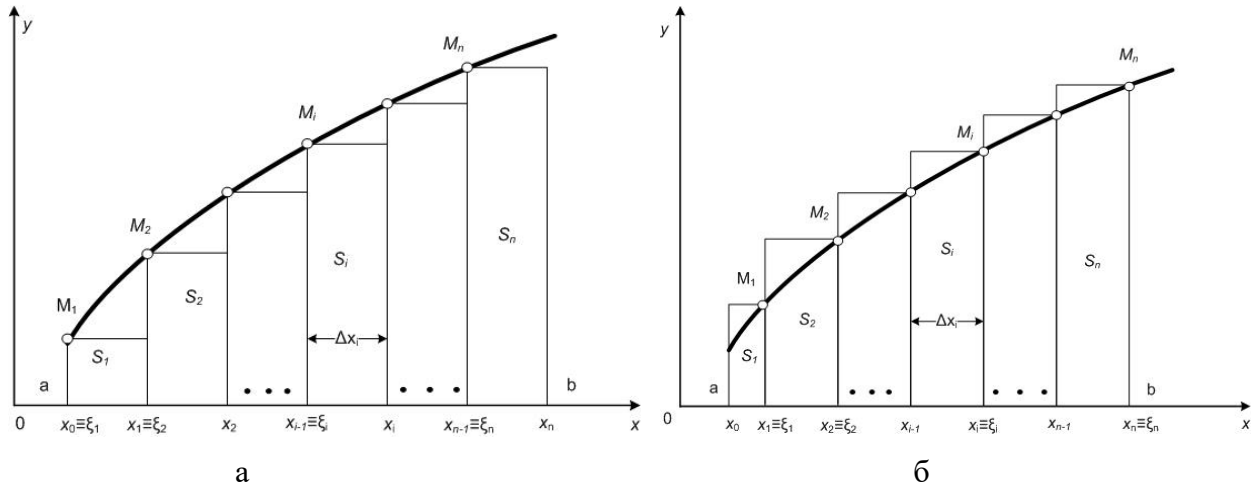 y
Mₙ
Mᵢ
M₂
M₁
Sₙ
Sᵢ
S₂
S₁
Δxᵢ
a
b
0
x₀≡ξ₁ x₁≡ξ₂ x₂ xᵢ₋₁≡ξᵢ xᵢ xₙ₋₁≡ξₙ xₙ x
а
y
Mₙ
Mᵢ
M₂
M₁
Sᵢ
Sₙ
S₂
S₁
Δxᵢ
a
b
0
x₀ x₁≡ξ₁ x₂≡ξ₂ xᵢ₋₁ xᵢ≡ξᵢ xₙ₋₁ xₙ≡ξₙ x
б